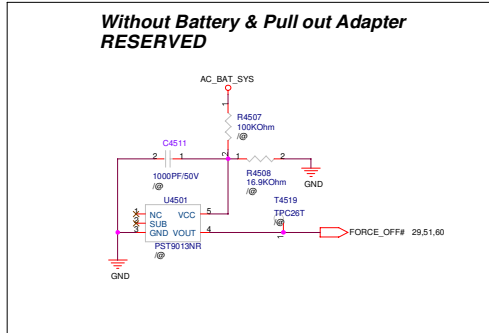 Without Battery & Pull out Adapter
RESERVED
AC_BAT_SYS
1
R4507
100KOhm
/@
2
C4511
2 1
1000PF/50V
/@
1 2
R4508
16.9KOhm
/@
GND
T4519
TPC26T
/@
1
U4501
1 NC VCC 5
2 SUB
3 GND VOUT 4
PST9013NR
/@
FORCE_OFF# 29,51,60
GND